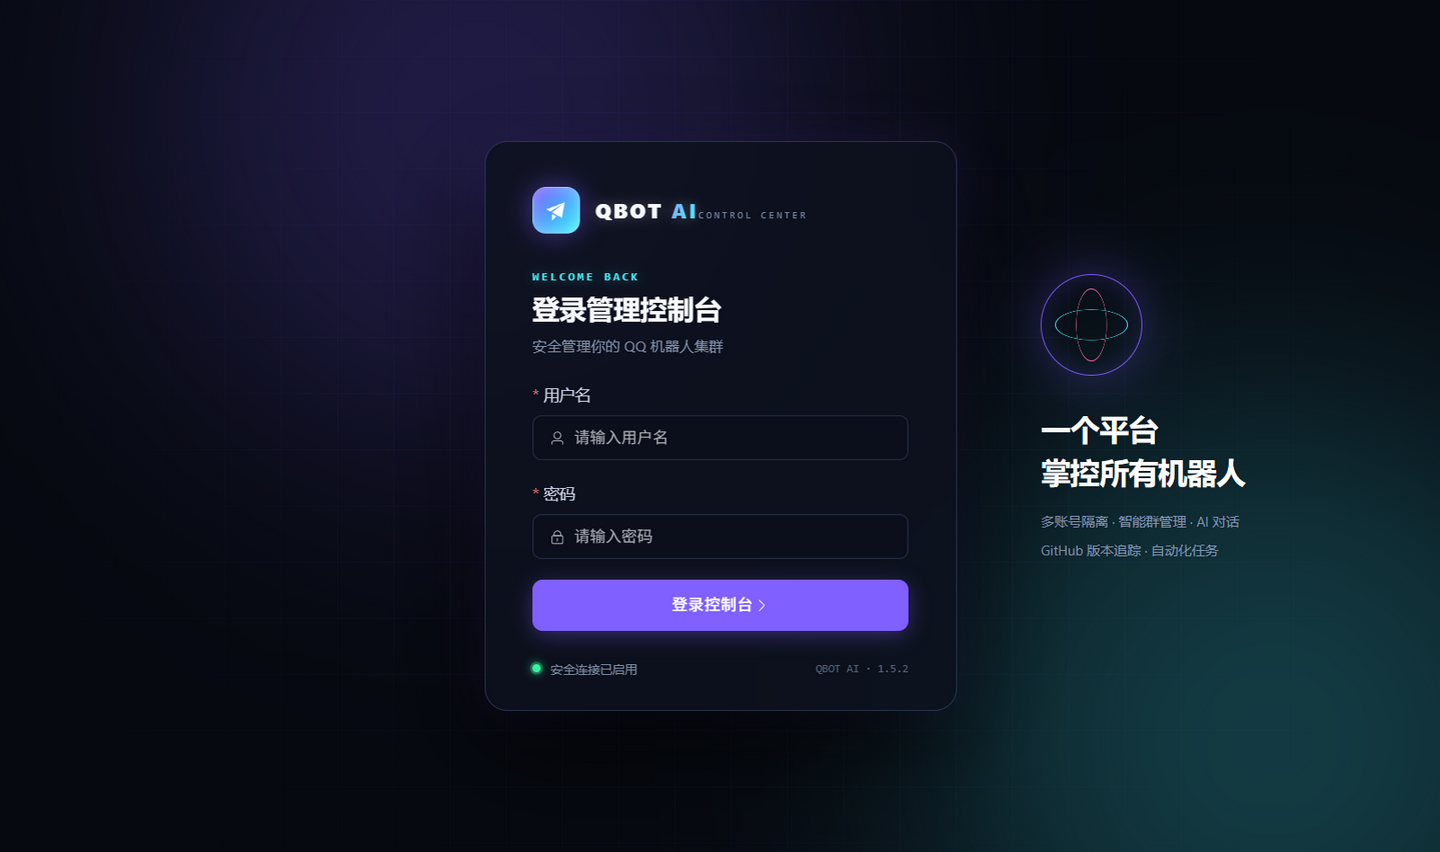 QBOT AI CONTROL CENTER
WELCOME BACK
登录管理控制台
安全管理你的 QQ 机器人集群
* 用户名
请输入用户名
* 密码
请输入密码
登录控制台
安全连接已启用
QBOT AI · 1.5.2
一个平台
掌控所有机器人
多账号隔离 · 智能群管理 · AI 对话
GitHub 版本追踪 · 自动化任务